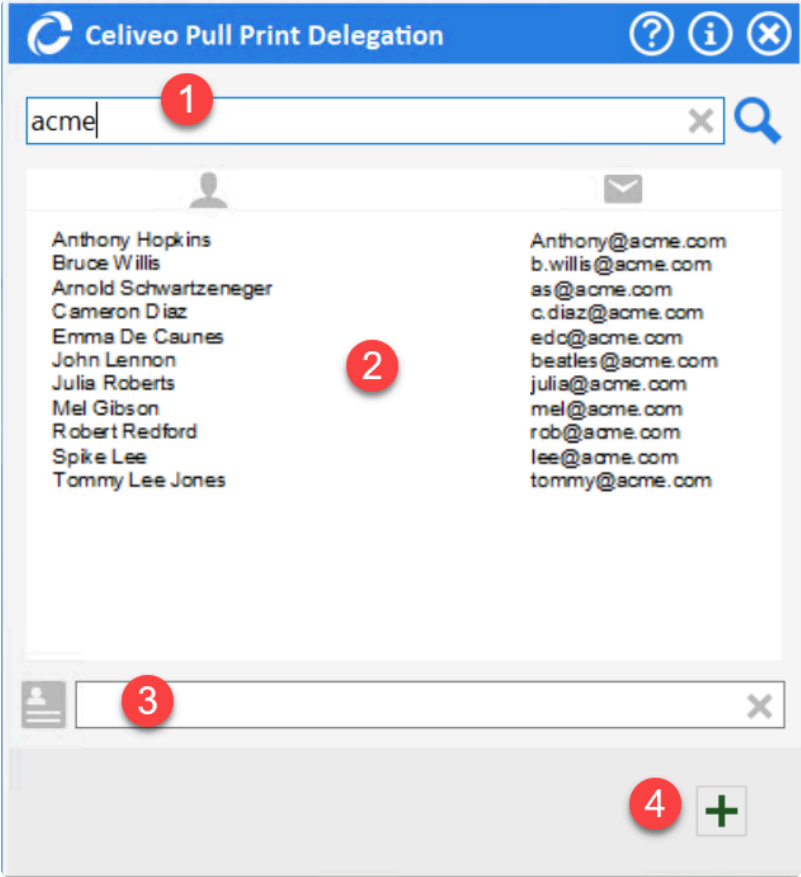 Celiveo Pull Print Delegation
1
acme
Anthony Hopkins Anthony@acme.com
Bruce Willis b.willis@acme.com
Arnold Schwartzeneger as@acme.com
Cameron Diaz c.diaz@acme.com
Emma De Caunes edc@acme.com
John Lennon beatles@acme.com
2
Julia Roberts julia@acme.com
Mel Gibson mel@acme.com
Robert Redford rob@acme.com
Spike Lee lee@acme.com
Tommy Lee Jones tommy@acme.com
3
4